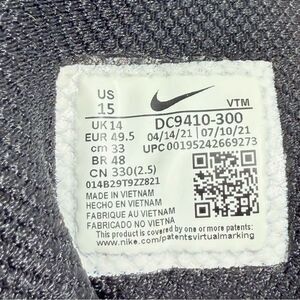 US
15
VTM
UK 14
DC9410-300
EUR 49.5
04/14/21 07/10/21
cm 33
UPC 00195242669273
BR 48
CN 330(2.5)
014B29T9ZZ821
MADE IN VIETNAM
HECHO EN VIETNAM
FABRIQUE AU VIETNAM
FABRICADO NO VIETNA
This product is covered by one or more patents
www.nike.com/patentsvirtualmarking